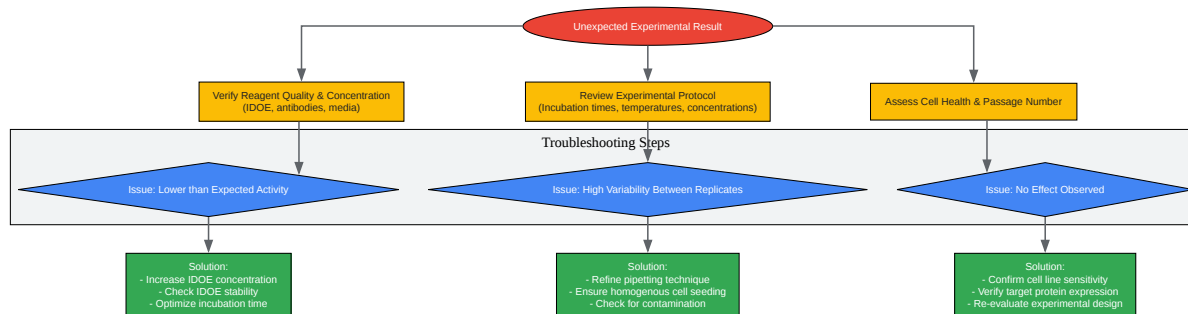 Unexpected Experimental Result
Verify Reagent Quality & Concentration
(IDOE, antibodies, media)
Review Experimental Protocol
(Incubation times, temperatures, concentrations)
Assess Cell Health & Passage Number
Troubleshooting Steps
Issue: Lower than Expected Activity
Issue: High Variability Between Replicates
Issue: No Effect Observed
Solution:
- Increase IDOE concentration
- Check IDOE stability
- Optimize incubation time
Solution:
- Refine pipetting technique
- Ensure homogenous cell seeding
- Check for contamination
Solution:
- Confirm cell line sensitivity
- Verify target protein expression
- Re-evaluate experimental design